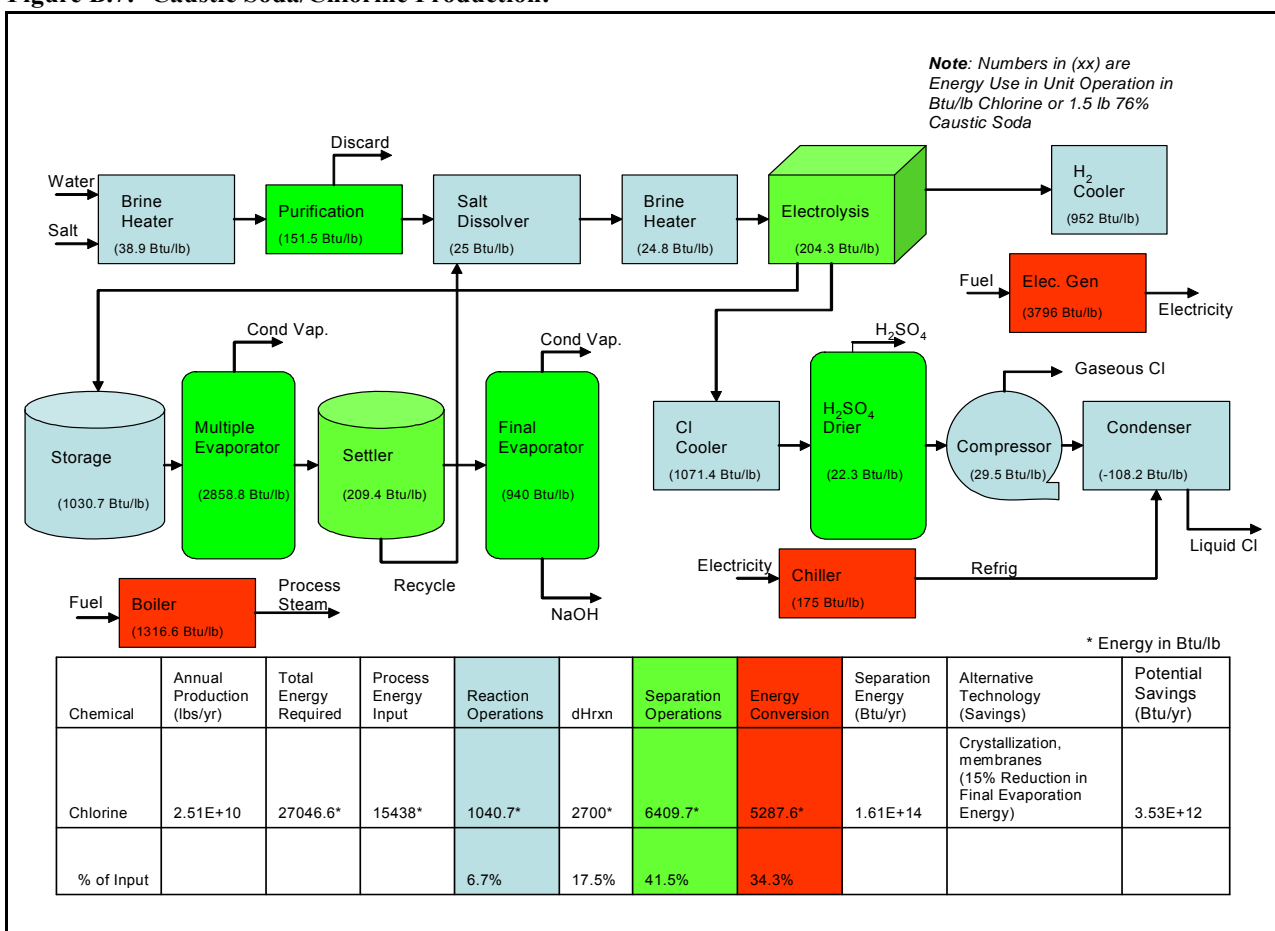 Figure B.7. Caustic Soda/Chlorine Production.
Note: Numbers in (xx) are
Energy Use in Unit Operation in
Btu/lb Chlorine or 1.5 lb 76%
Caustic Soda
Discard
Water
Salt
Brine
Heater
(38.9 Btu/lb)
Purification
(151.5 Btu/lb)
Salt
Dissolver
(25 Btu/lb)
Brine
Heater
(24.8 Btu/lb)
Electrolysis
(204.3 Btu/lb)
H2
Cooler
(952 Btu/lb)
Fuel
Elec. Gen
(3796 Btu/lb)
Electricity
Cond Vap.
Cond Vap.
H2SO4
Gaseous Cl
Storage
(1030.7 Btu/lb)
Multiple
Evaporator
(2858.8 Btu/lb)
Settler
(209.4 Btu/lb)
Final
Evaporator
(940 Btu/lb)
Cl
Cooler
(1071.4 Btu/lb)
H2SO4
Drier
(22.3 Btu/lb)
Compressor
(29.5 Btu/lb)
Condenser
(-108.2 Btu/lb)
Liquid Cl
Recycle
NaOH
Fuel
Boiler
(1316.6 Btu/lb)
Process
Steam
Electricity
Chiller
(175 Btu/lb)
Refrig
* Energy in Btu/lb
Chemical
Annual
Production
(lbs/yr)
Total
Energy
Required
Process
Energy
Input
Reaction
Operations
dHrxn
Separation
Operations
Energy
Conversion
Separation
Energy
(Btu/yr)
Alternative
Technology
(Savings)
Potential
Savings
(Btu/yr)
Chlorine
2.51E+10
27046.6*
15438*
1040.7*
2700*
6409.7*
5287.6*
1.61E+14
Crystallization,
membranes
(15% Reduction in
Final Evaporation
Energy)
3.53E+12
% of Input
6.7%
17.5%
41.5%
34.3%